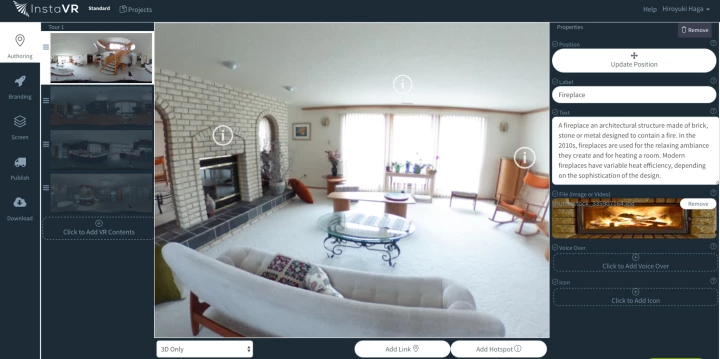 InstaVR
Standard
Projects
Help
Hiroyuki Haga
Tour 1
Properties
Remove
Authoring
Branding
Screen
Publish
Download
Click to Add VR Contents
Position
Update Position
Label
Fireplace
Text
A fireplace an architectural structure made of brick,
stone or metal designed to contain a fire. In the
2010s, fireplaces are used for the relaxing ambiance
they create and for heating a room. Modern
fireplaces have variable heat efficiency, depending
on the sophistication of the design.
File (Image or Video)
Remove
Voice Over
Click to Add Voice Over
Icon
Click to Add Icon
3D Only
Add Link
Add Hotspot